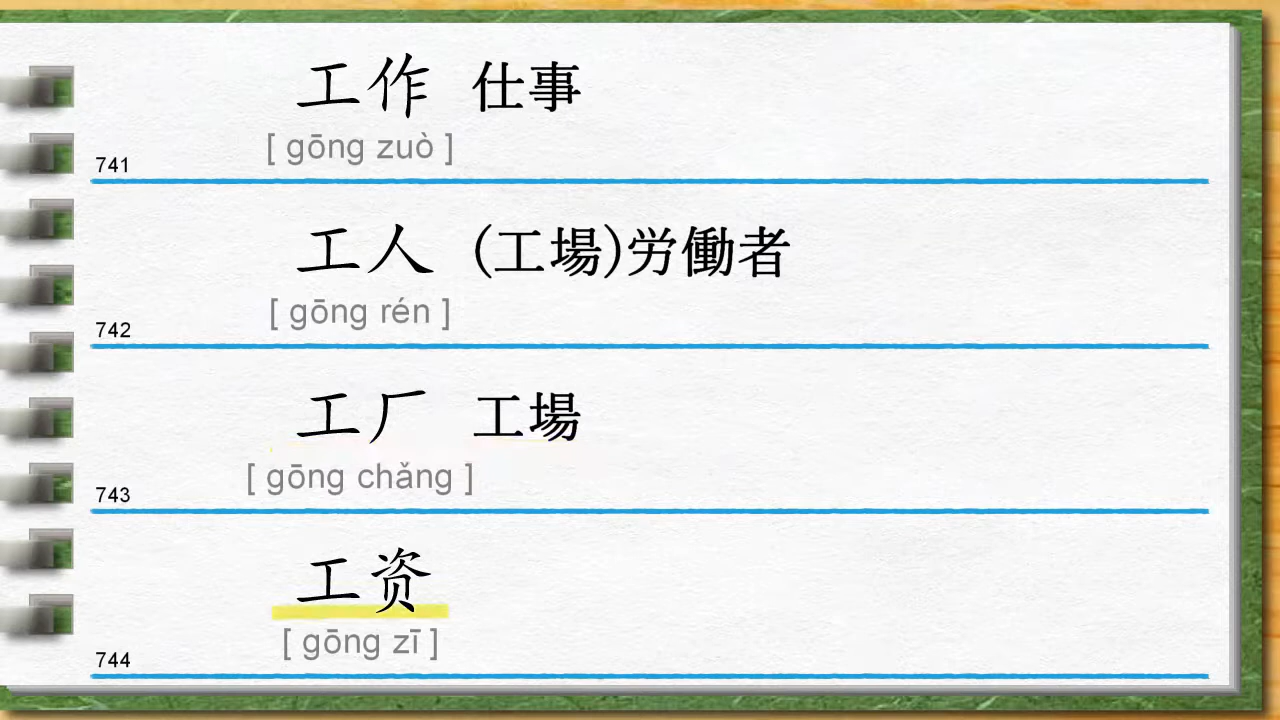 工作 仕事
[ gōng zuò ]
741
工人 (工場)労働者
[ gōng rén ]
742
工厂 工場
[ gōng chǎng ]
743
工资
[ gōng zī ]
744